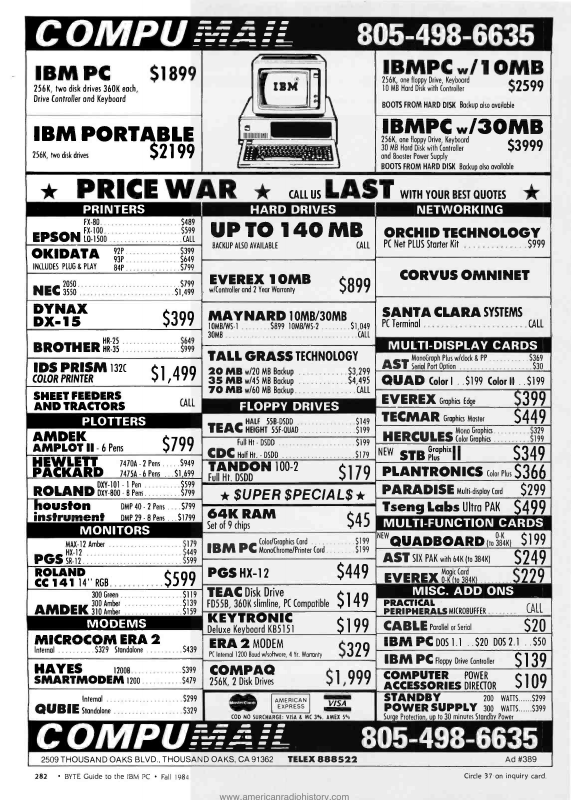 COMPUMAIL 805-498-6635
IBM PC $1899
256K, two disk drives 360K each,
Drive Controller and Keyboard
IBM PORTABLE
256K, two disk drives $2199
IBM
IBMPC w/10MB
256K, one floppy Drive, Keyboard
10 MB Hard Disk with Controller $2599
BOOTS FROM HARD DISK Backup also available
IBMPC w/30MB
256K, one floppy Drive, Keyboard
30 MB Hard Disk with Controller $3999
and Booster Power Supply
BOOTS FROM HARD DISK Backup also available
★ PRICE WAR ★ CALL US LAST WITH YOUR BEST QUOTES ★
PRINTERS
FX-80 $489
FX-100 $599
EPSON LQ-1500 CALL
OKIDATA 92P $399
93P $649
INCLUDES PLUG & PLAY 84P $799
NEC 2050 $799
3550 $1,499
DYNAX
DX-15 $399
BROTHER HR-25 $649
HR-35 $999
IDS PRISM 132C
COLOR PRINTER $1,499
SHEET FEEDERS
AND TRACTORS CALL
PLOTTERS
AMDEK
AMPLOT II - 6 Pens $799
HEWLETT 7470A - 2 Pens $949
PACKARD 7475A - 6 Pens $1,699
ROLAND DXY-101 - 1 Pen $599
DXY-800 - 8 Pens $799
houston DMP 40 - 2 Pens $799
instrument DMP 29 - 8 Pens $1799
MONITORS
MAX-12 Amber $179
HX-12 $449
PGS SR-12 $599
ROLAND
CC 141 14" RGB $599
300 Green $119
300 Amber $139
AMDEK 310 Amber $159
MODEMS
MICROCOM ERA 2
Internal $329 Standalone $439
HAYES 1200B $399
SMARTMODEM 1200 $479
Internal $299
QUBIE Standalone $329
HARD DRIVES
UP TO 140 MB
BACKUP ALSO AVAILABLE CALL
EVEREX 10MB
w/Controller and 2 Year Warranty $899
MAYNARD 10MB/30MB
10MB/WS-1 $899 10MB/WS-2 $1,049
30MB CALL
TALL GRASS TECHNOLOGY
20 MB w/20 MB Backup $3,299
35 MB w/45 MB Backup $4,495
70 MB w/60 MB Backup CALL
FLOPPY DRIVES
TEAC HALF 55B-DSDD $149
HEIGHT 55F-QUAD $199
Full Ht - DSDD $199
CDC Half Ht. - DSDD $199
TANDON 100-2
Full Ht. DSDD $179
★ $UPER $PECIAL$ ★
64K RAM
Set of 9 chips $45
IBM PC Color/Graphics Card $199
MonoChrome/Printer Card $199
PGS HX-12 $449
TEAC Disk Drive
FD55B, 360K slimline, PC Compatible $149
KEYTRONIC
Deluxe Keyboard KB5151 $199
ERA 2 MODEM
PC Internal 1200 Baud w/software, 4 Yr. Warranty $329
COMPAQ
256K, 2 Disk Drives $1,999
MasterCard AMERICAN EXPRESS VISA
COD NO SURCHARGE: VISA & MC 3%, AMEX 5%
NETWORKING
ORCHID TECHNOLOGY
PC Net PLUS Starter Kit $999
CORVUS OMNINET
SANTA CLARA SYSTEMS
PC Terminal CALL
MULTI-DISPLAY CARDS
AST MonoGraph Plus w/clock & PP $369
Serial Port Option $30
QUAD Color I $199 Color II $199
EVEREX Graphics Edge $399
TECMAR Graphics Master $449
HERCULES Mono Graphics $329
Color Graphics $199
NEW STB Graphix Plus II $349
PLANTRONICS Color Plus $366
PARADISE Multi-display Card $299
Tseng Labs Ultra PAK $499
MULTI-FUNCTION CARDS
NEW QUADBOARD 0-K (to 384K) $199
AST SIX PAK with 64K (to 384K) $249
EVEREX Magic Card 0-K (to 384K) $229
MISC. ADD ONS
PRACTICAL
PERIPHERALS MICROBUFFER CALL
CABLE Parallel or Serial $20
IBM PC DOS 1.1 $20 DOS 2.1 $50
IBM PC Floppy Drive Controller $139
COMPUTER POWER
ACCESSORIES DIRECTOR $109
STANDBY 200 WATTS $299
POWER SUPPLY 300 WATTS $399
Surge Protection, up to 30 minutes Standby Power
COMPUMAIL 805-498-6635
2509 THOUSAND OAKS BLVD., THOUSAND OAKS, CA 91362 TELEX 888522 Ad #389
282 • BYTE Guide to the IBM PC • Fall 1984 Circle 37 on inquiry card.
www.americanradiohistory.com